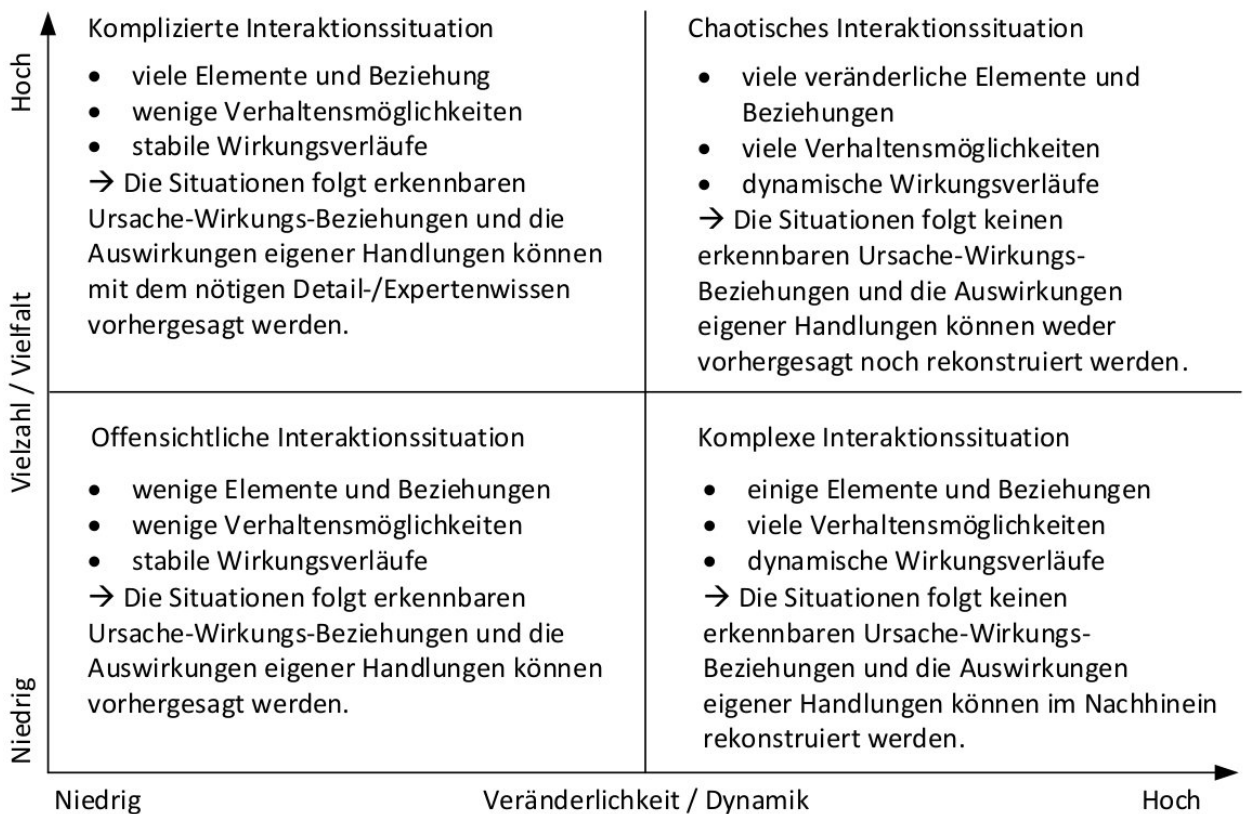 Hoch
Vielzahl / Vielfalt
Niedrig
Komplizierte Interaktionssituation
• viele Elemente und Beziehung
• wenige Verhaltensmöglichkeiten
• stabile Wirkungsverläufe
→ Die Situationen folgt erkennbaren
Ursache-Wirkungs-Beziehungen und die
Auswirkungen eigener Handlungen können
mit dem nötigen Detail-/Expertenwissen
vorhergesagt werden.
Chaotisches Interaktionssituation
• viele veränderliche Elemente und
Beziehungen
• viele Verhaltensmöglichkeiten
• dynamische Wirkungsverläufe
→ Die Situationen folgt keinen
erkennbaren Ursache-Wirkungs-
Beziehungen und die Auswirkungen
eigener Handlungen können weder
vorhergesagt noch rekonstruiert werden.
Offensichtliche Interaktionssituation
• wenige Elemente und Beziehungen
• wenige Verhaltensmöglichkeiten
• stabile Wirkungsverläufe
→ Die Situationen folgt erkennbaren
Ursache-Wirkungs-Beziehungen und die
Auswirkungen eigener Handlungen können
vorhergesagt werden.
Komplexe Interaktionssituation
• einige Elemente und Beziehungen
• viele Verhaltensmöglichkeiten
• dynamische Wirkungsverläufe
→ Die Situationen folgt keinen
erkennbaren Ursache-Wirkungs-
Beziehungen und die Auswirkungen
eigener Handlungen können im Nachhinein
rekonstruiert werden.
Niedrig
Veränderlichkeit / Dynamik
Hoch